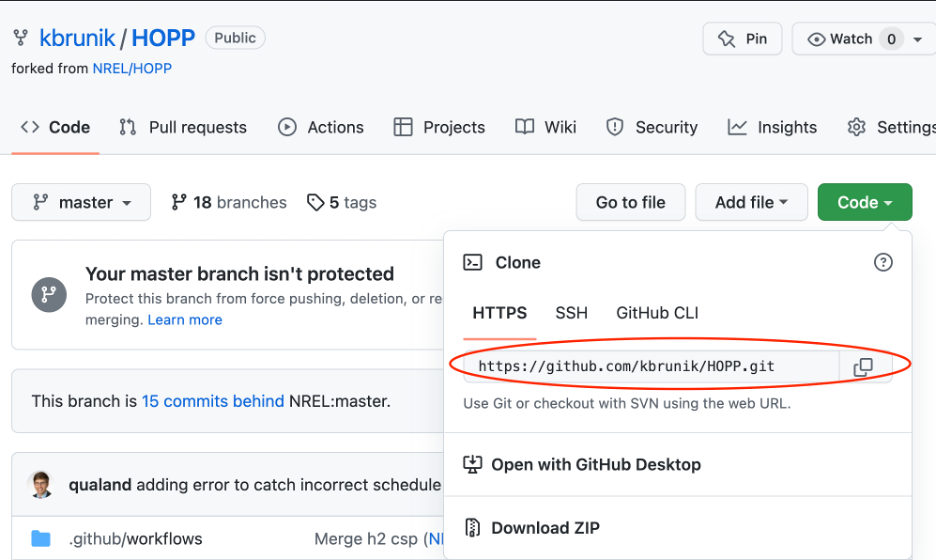 kbrunik / HOPP Public Pin Watch 0
forked from NREL/HOPP
Code Pull requests Actions Projects Wiki Security Insights Settings
master 18 branches 5 tags Go to file Add file Code
Clone
Your master branch isn't protected
Protect this branch from force pushing, deletion, or re
merging. Learn more
HTTPS SSH GitHub CLI
https://github.com/kbrunik/HOPP.git
Use Git or checkout with SVN using the web URL.
This branch is 15 commits behind NREL:master.
Open with GitHub Desktop
qualand adding error to catch incorrect schedule
Download ZIP
.github/workflows Merge h2 csp (NI